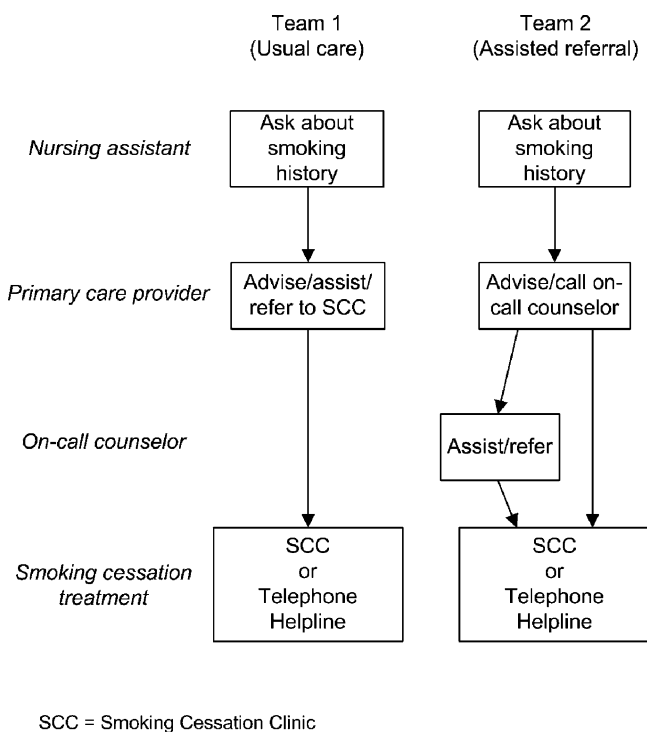 Team 1
(Usual care)
Team 2
(Assisted referral)
Nursing assistant
Ask about
smoking
history
Ask about
smoking
history
Primary care provider
Advise/assist/
refer to SCC
Advise/call on-
call counselor
On-call counselor
Assist/refer
Smoking cessation
treatment
SCC
or
Telephone
Helpline
SCC
or
Telephone
Helpline
SCC = Smoking Cessation Clinic